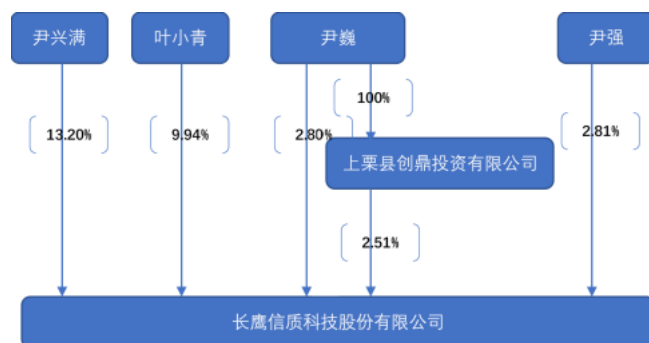 尹兴满
叶小青
尹巍
尹强
100%
13.20%
9.94%
2.80%
2.81%
上栗县创鼎投资有限公司
2.51%
长鹰信质科技股份有限公司